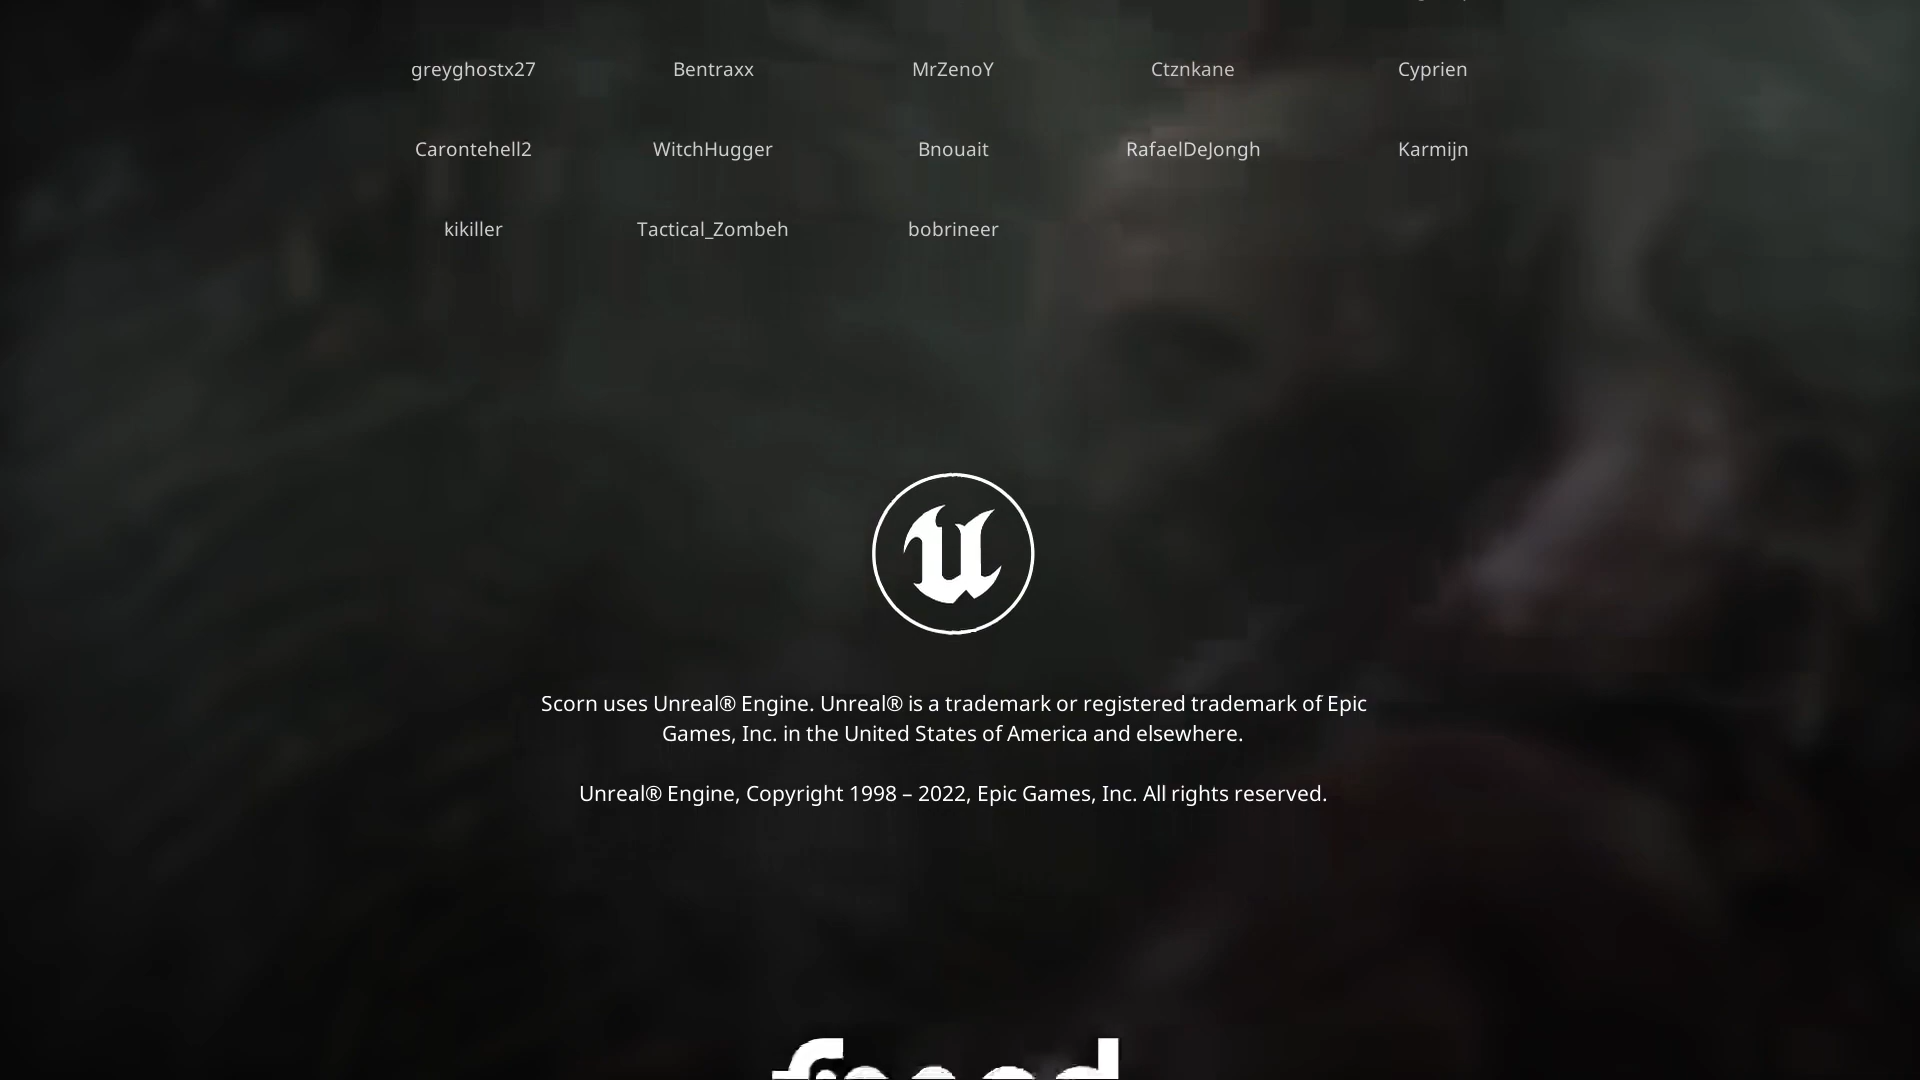 greyghostx27 Bentraxx MrZenoY Ctznkane Cyprien
Carontehell2 WitchHugger Bnouait RafaelDeJongh Karmijn
kikiller Tactical_Zombeh bobrineer
Scorn uses Unreal® Engine. Unreal® is a trademark or registered trademark of Epic
Games, Inc. in the United States of America and elsewhere.
Unreal® Engine, Copyright 1998 – 2022, Epic Games, Inc. All rights reserved.